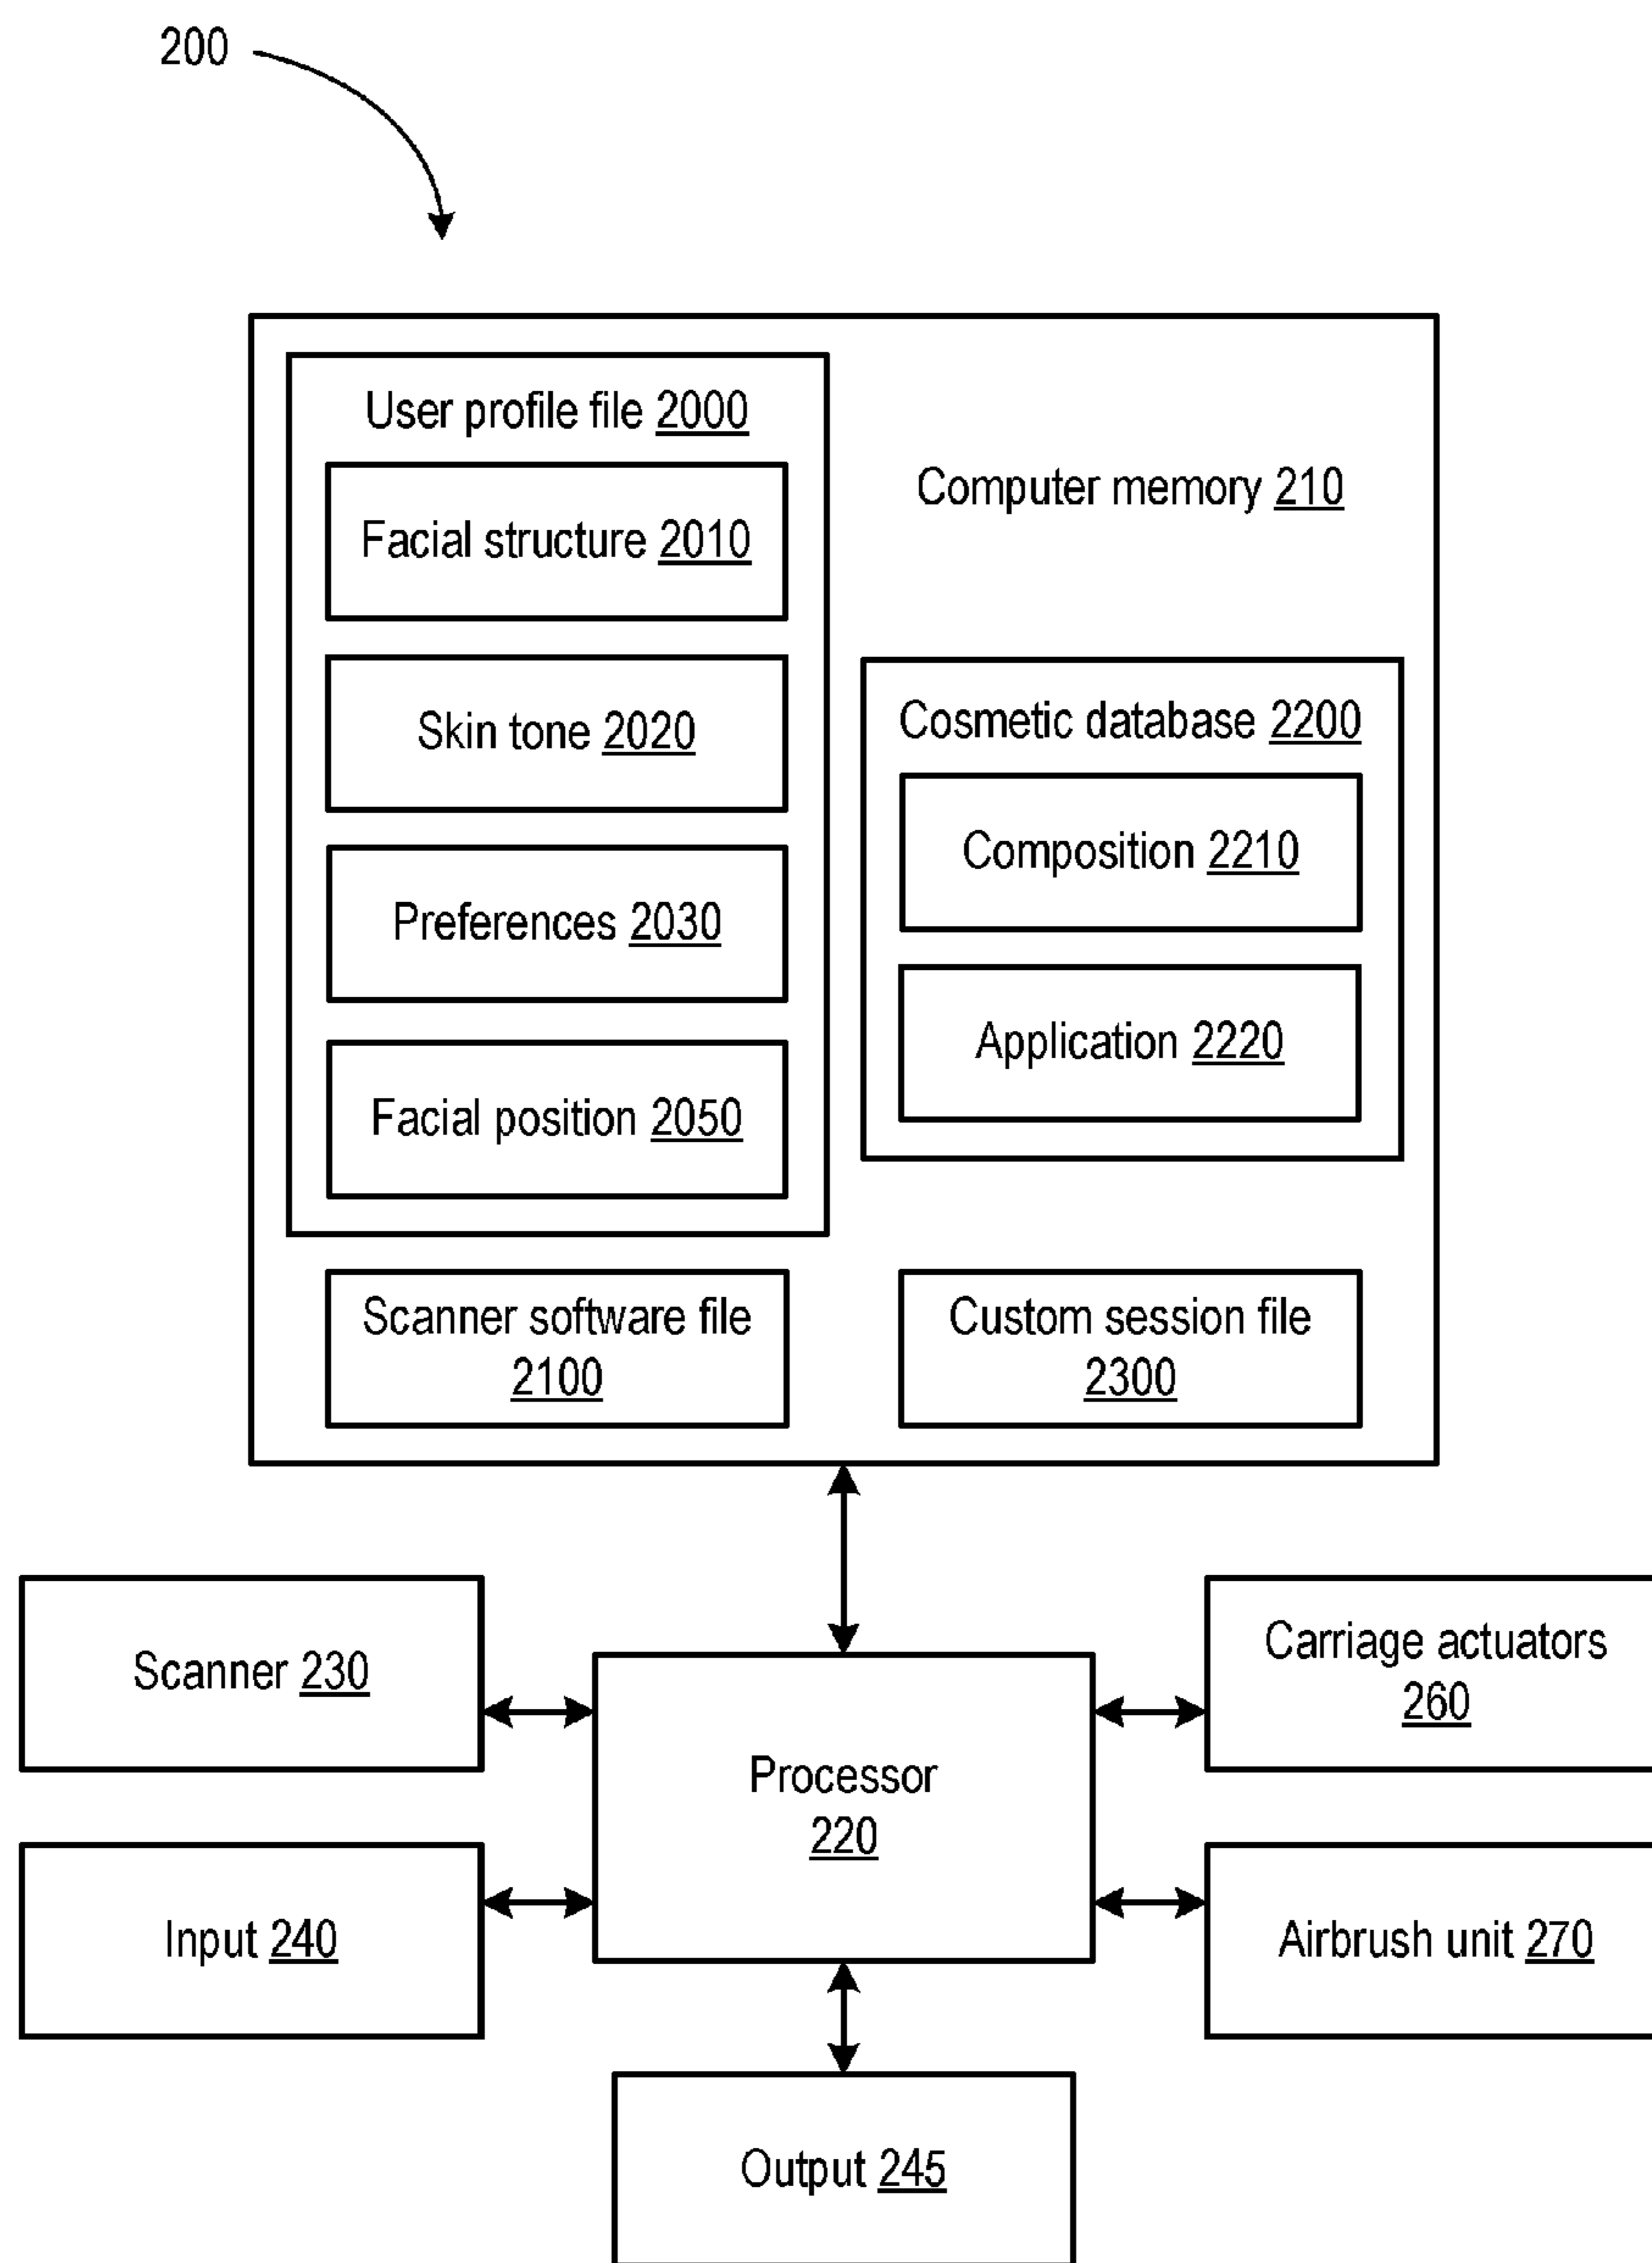 200
User profile file 2000
Computer memory 210
Facial structure 2010
Skin tone 2020
Preferences 2030
Facial position 2050
Cosmetic database 2200
Composition 2210
Application 2220
Scanner software file
2100
Custom session file
2300
Scanner 230
Carriage actuators
260
Processor
220
Input 240
Airbrush unit 270
Output 245